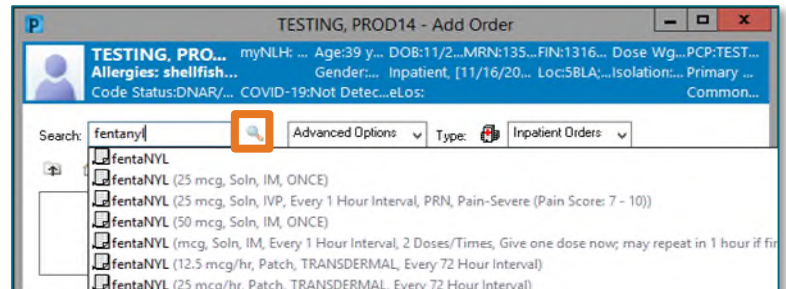 TESTING, PROD14 - Add Order
TESTING, PRO... myNLH: ... Age:39 y... DOB:11/2...MRN:135...FIN:1316... Dose Wg...PCP:TEST...
Allergies: shellfish... Gender:... Inpatient, [11/16/20... Loc:5BLA;...Isolation:... Primary ...
Code Status:DNAR/... COVID-19:Not Detec...eLos: Common...
Search: fentanyl Advanced Options Type: Inpatient Orders
fentaNYL
fentaNYL (25 mcg, Soln, IM, ONCE)
fentaNYL (25 mcg, Soln, IVP, Every 1 Hour Interval, PRN, Pain-Severe (Pain Score: 7 - 10))
fentaNYL (50 mcg, Soln, IM, ONCE)
fentaNYL (mcg, Soln, IM, Every 1 Hour Interval, 2 Doses/Times, Give one dose now; may repeat in 1 hour if fir
fentaNYL (12.5 mcg/hr, Patch, TRANSDERMAL, Every 72 Hour Interval)
fentaNYL (25 mcg/hr, Patch, TRANSDERMAL, Every 72 Hour Interval)